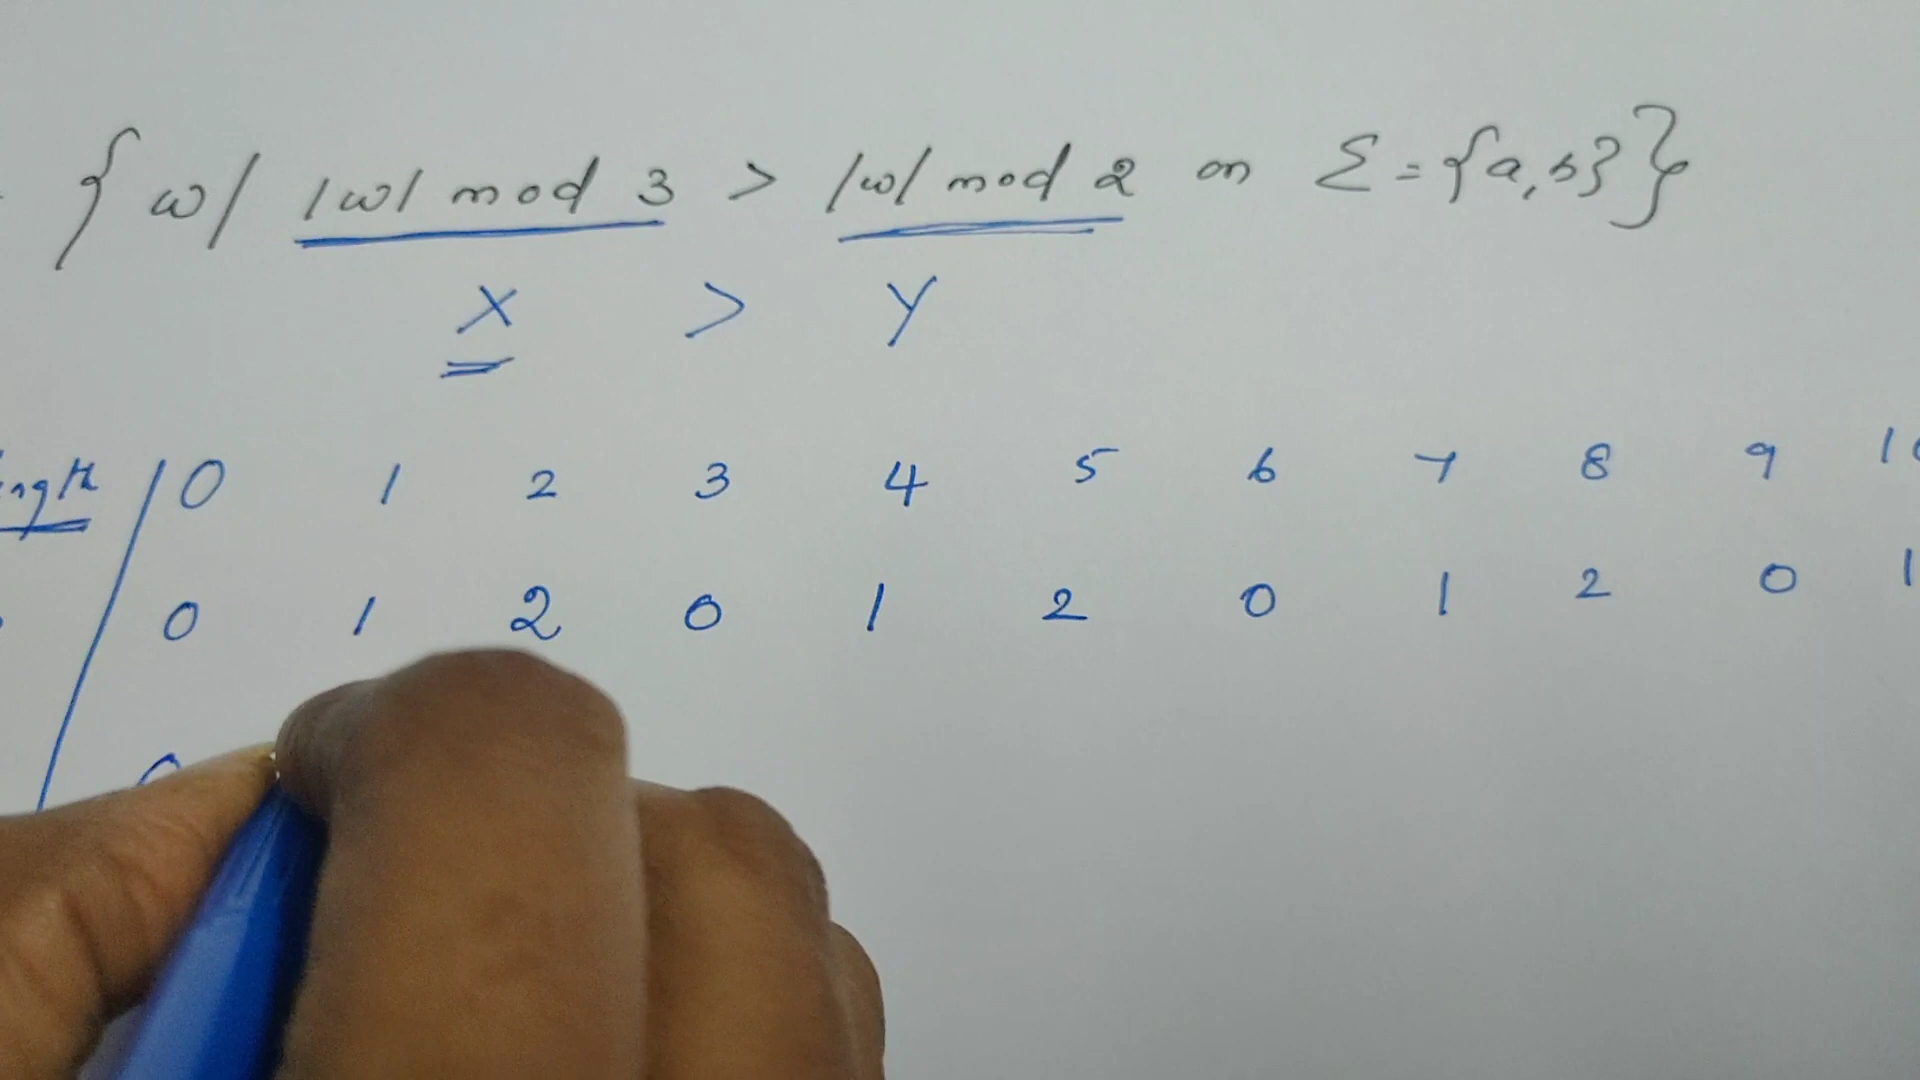 { w / |w| mod 3 > |w| mod 2 on Σ = {a,b} }
X > Y
0 1 2 3 4 5 6 7 8 9
0 1 2 0 1 2 0 1 2 0 1